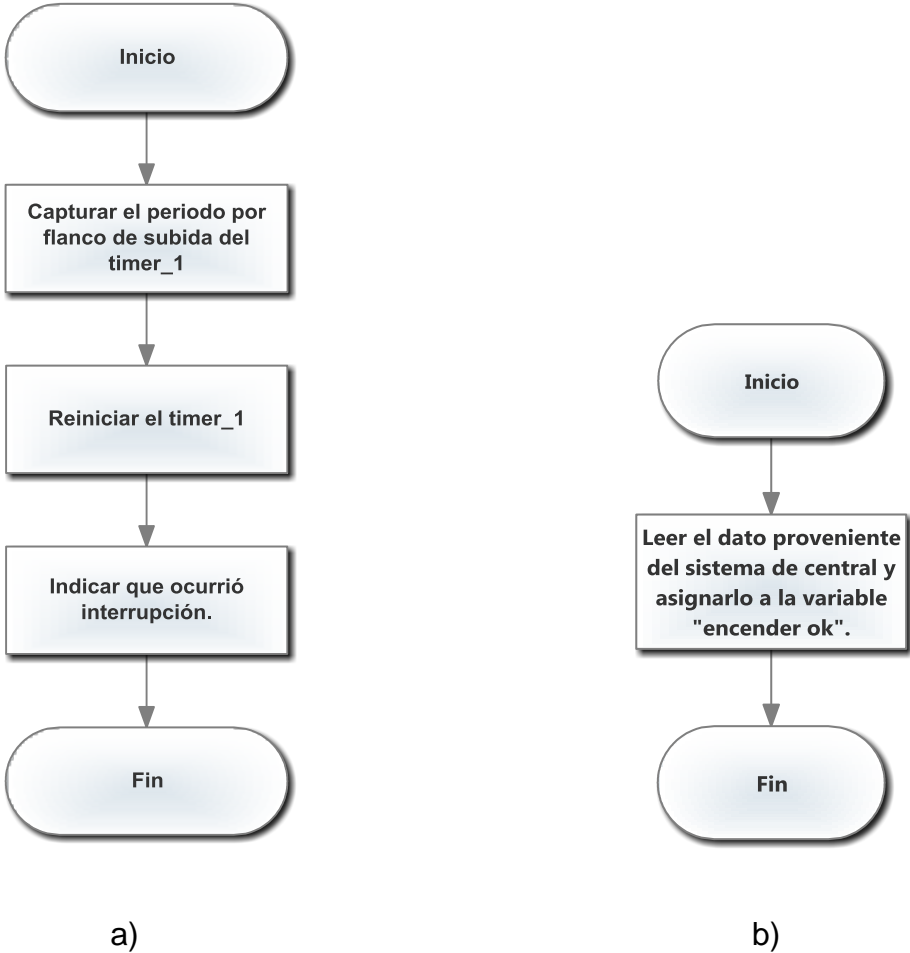 Inicio
Capturar el periodo por
flanco de subida del
timer_1
Reiniciar el timer_1
Indicar que ocurrió
interrupción.
Fin
a)
Inicio
Leer el dato proveniente
del sistema de central y
asignarlo a la variable
"encender ok".
Fin
b)